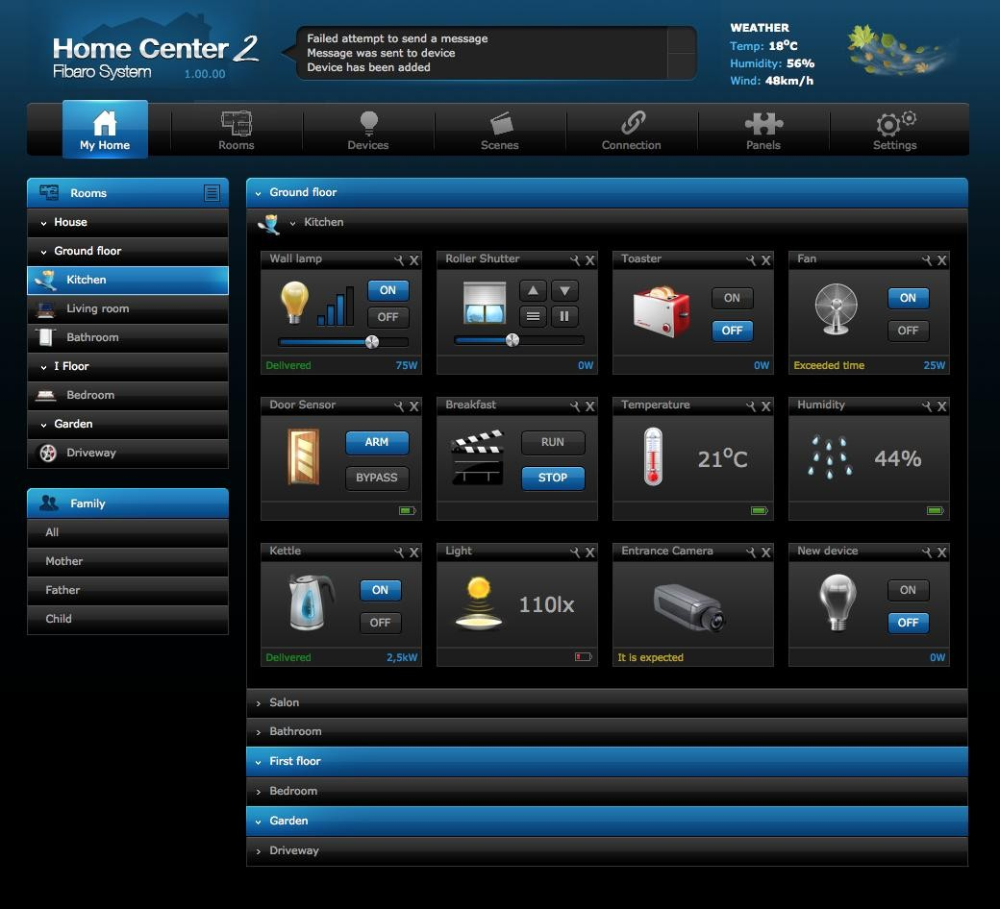 Home Center 2
Fibaro System 1.00.00
Failed attempt to send a message
Message was sent to device
Device has been added
WEATHER
Temp: 18°C
Humidity: 56%
Wind: 48km/h
My Home
Rooms
Devices
Scenes
Connection
Panels
Settings
Rooms
House
Ground floor
Kitchen
Living room
Bathroom
I Floor
Bedroom
Garden
Driveway
Family
All
Mother
Father
Child
Ground floor
Kitchen
Wall lamp
ON
OFF
Delivered 75W
Roller Shutter
0W
Toaster
ON
OFF
0W
Fan
ON
OFF
Exceeded time 25W
Door Sensor
ARM
BYPASS
Breakfast
RUN
STOP
Temperature
21°C
Humidity
44%
Kettle
ON
OFF
Delivered 2,5kW
Light
110lx
Entrance Camera
It is expected
New device
ON
OFF
0W
Salon
Bathroom
First floor
Bedroom
Garden
Driveway